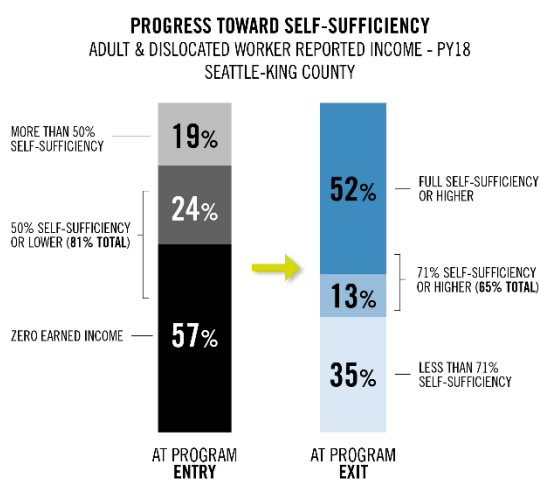 PROGRESS TOWARD SELF-SUFFICIENCY
ADULT & DISLOCATED WORKER REPORTED INCOME - PY18
SEATTLE-KING COUNTY
MORE THAN 50%
SELF-SUFFICIENCY
19%
50% SELF-SUFFICIENCY
OR LOWER (81% TOTAL)
24%
ZERO EARNED INCOME
57%
AT PROGRAM
ENTRY
52%
FULL SELF-SUFFICIENCY
OR HIGHER
13%
71% SELF-SUFFICIENCY
OR HIGHER (65% TOTAL)
35%
LESS THAN 71%
SELF-SUFFICIENCY
AT PROGRAM
EXIT